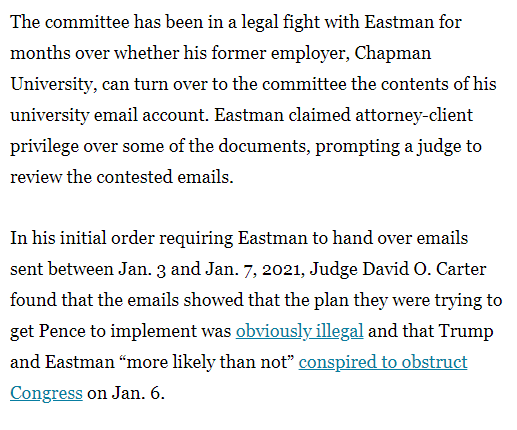 The committee has been in a legal fight with Eastman for
months over whether his former employer, Chapman
University, can turn over to the committee the contents of his
university email account. Eastman claimed attorney-client
privilege over some of the documents, prompting a judge to
review the contested emails.
In his initial order requiring Eastman to hand over emails
sent between Jan. 3 and Jan. 7, 2021, Judge David O. Carter
found that the emails showed that the plan they were trying to
get Pence to implement was obviously illegal and that Trump
and Eastman “more likely than not” conspired to obstruct
Congress on Jan. 6.